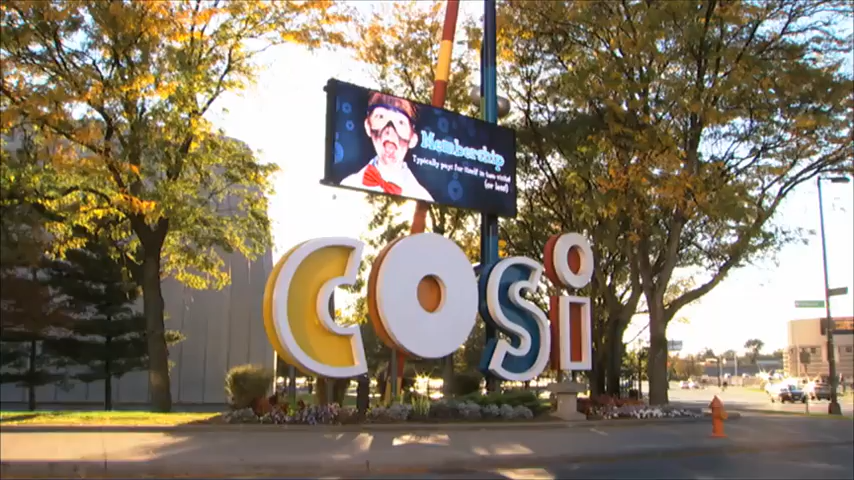 Membership
Typically pays for itself in two visits!
(or less!)
COSi